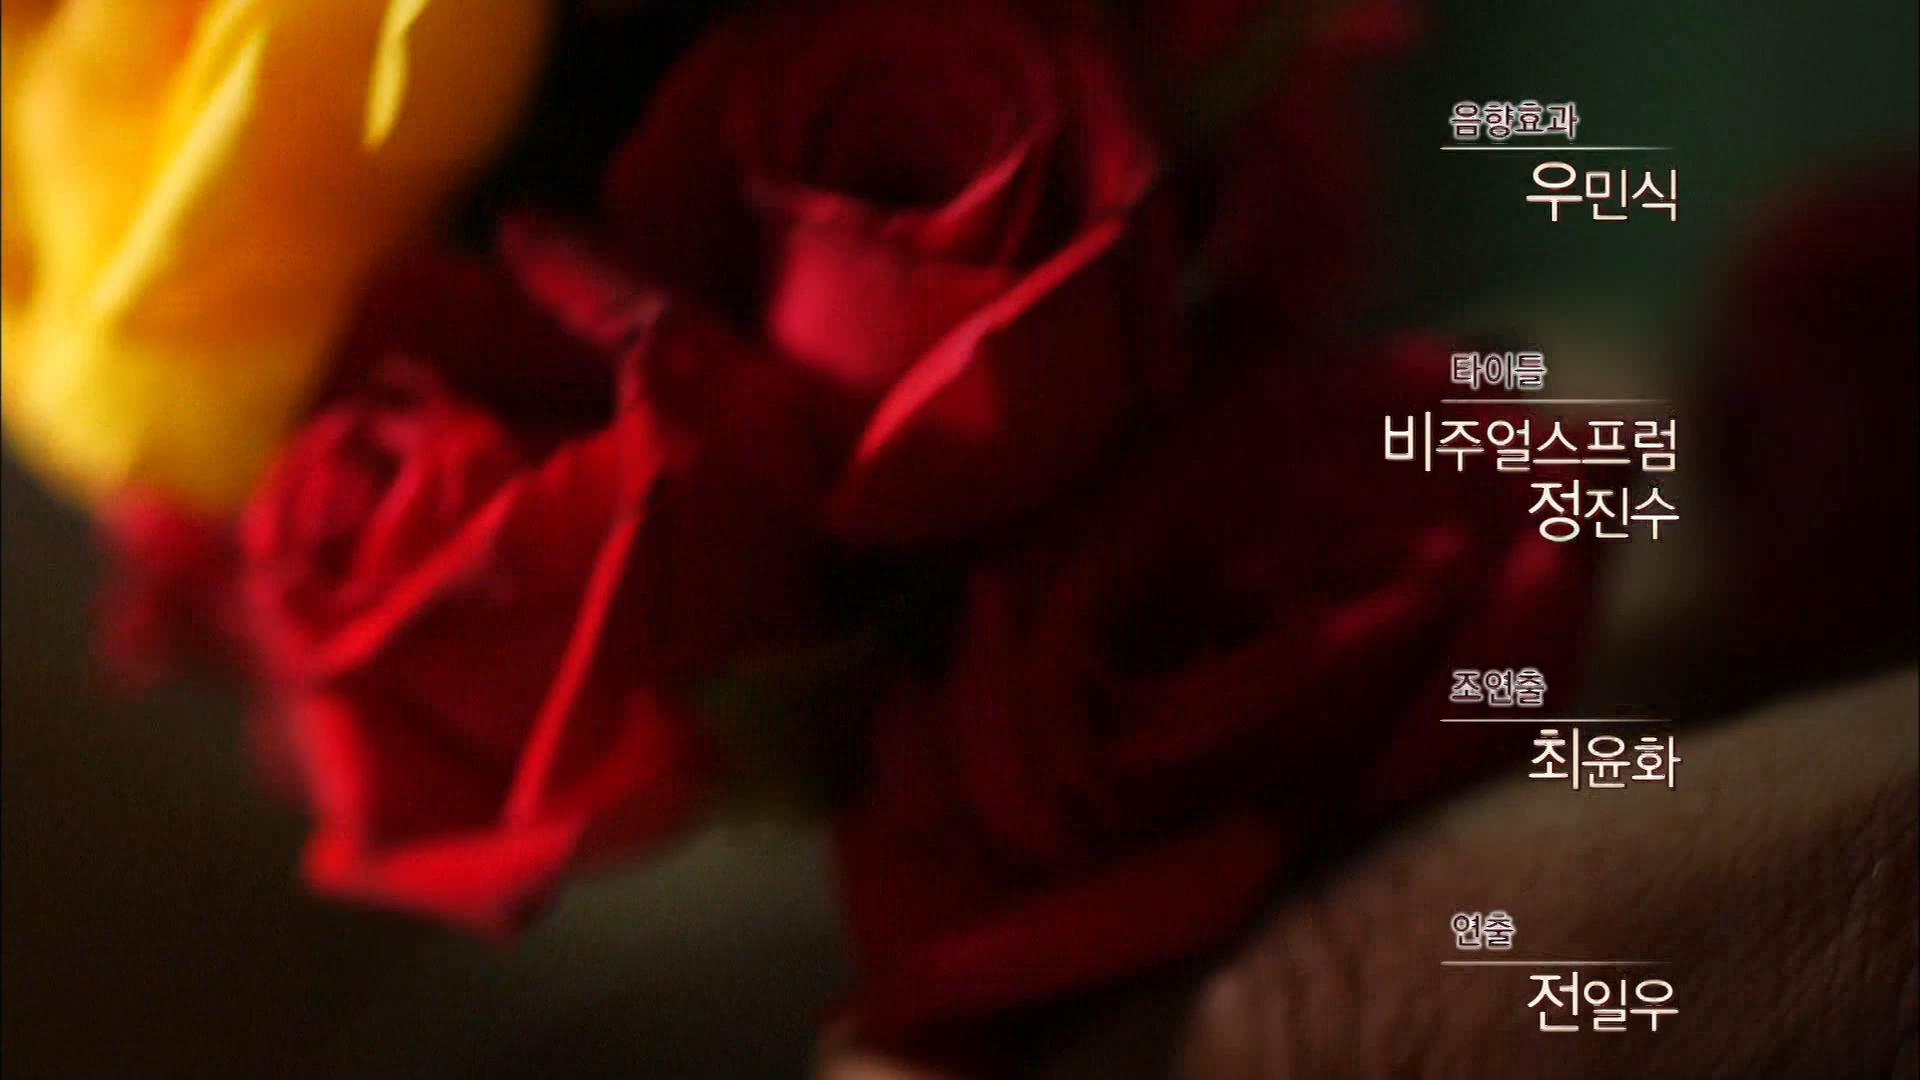 음향효과
우민식
타이틀
비주얼스프럼
정진수
조연출
최윤화
연출
전일우